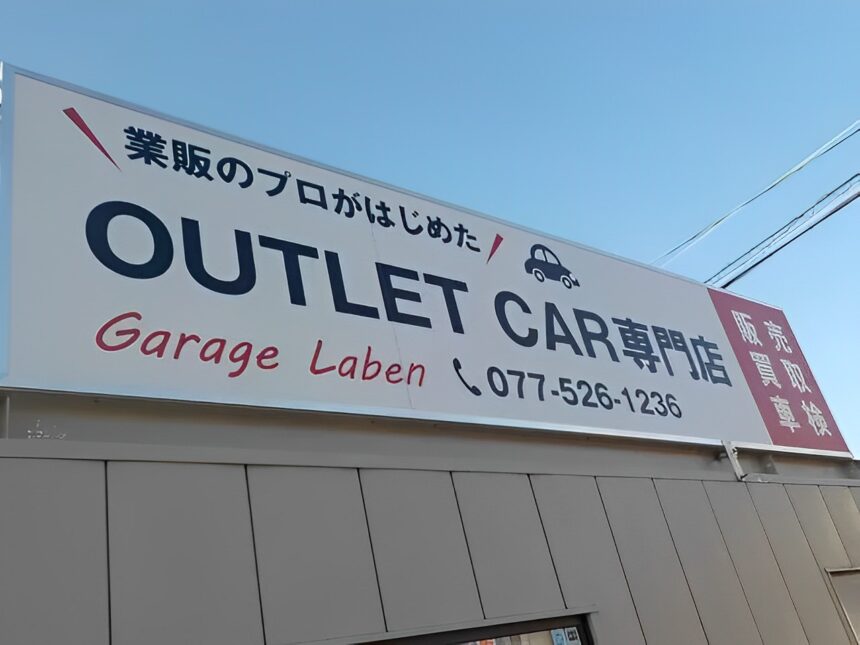 業販のプロがはじめた
OUTLET CAR専門店
Garage Laben
077-526-1236
販売
買取
車検